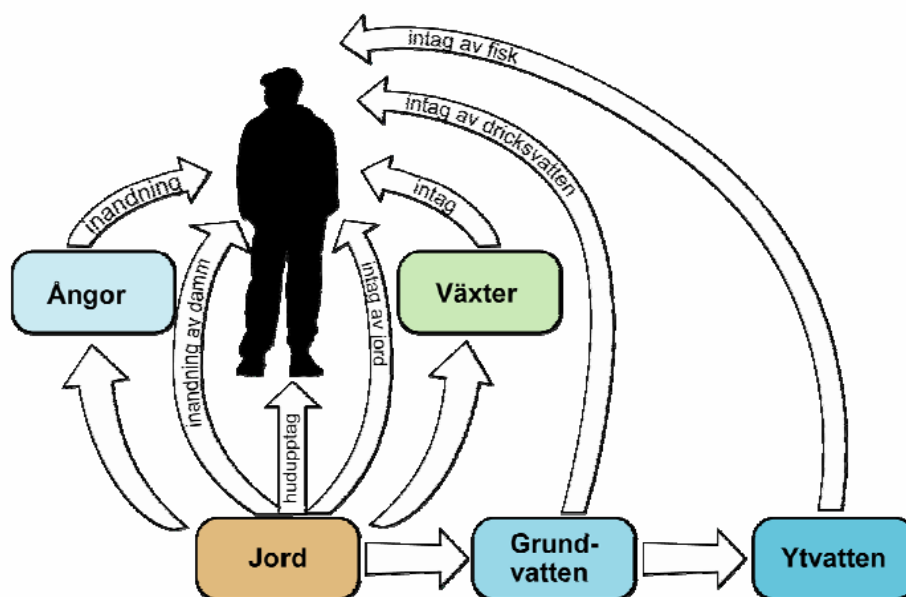 intag av fisk
intag av dricksvatten
inandning
intag
Ångor
Växter
inandning av damm
intag av jord
hudupptag
Jord
Grund-
vatten
Ytvatten